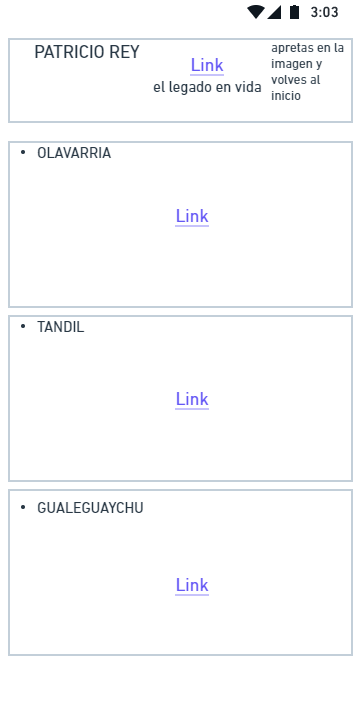 3:03
PATRICIO REY
Link
el legado en vida
apretas en la
imagen y
volves al
inicio
• OLAVARRIA
Link
• TANDIL
Link
• GUALEGUAYCHU
Link